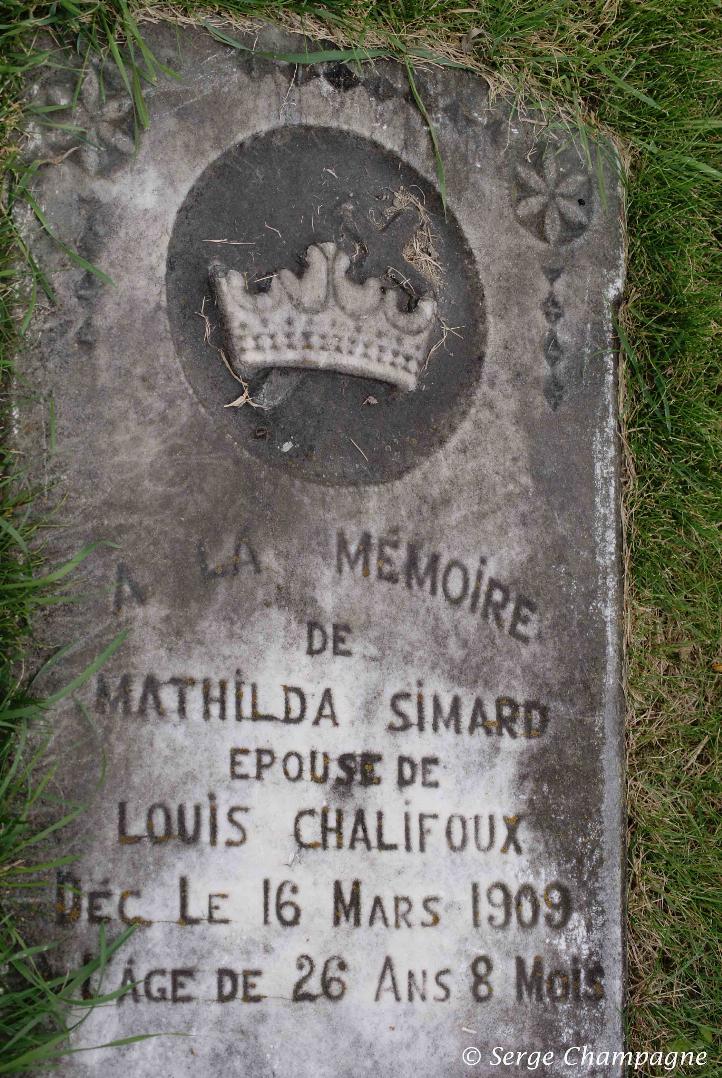 A LA MÉMOIRE
DE
MATHILDA SIMARD
EPOUSE DE
LOUIS CHALIFOUX
DÉC LE 16 MARS 1909
L'ÂGE DE 26 ANS 8 MOIS
© Serge Champagne